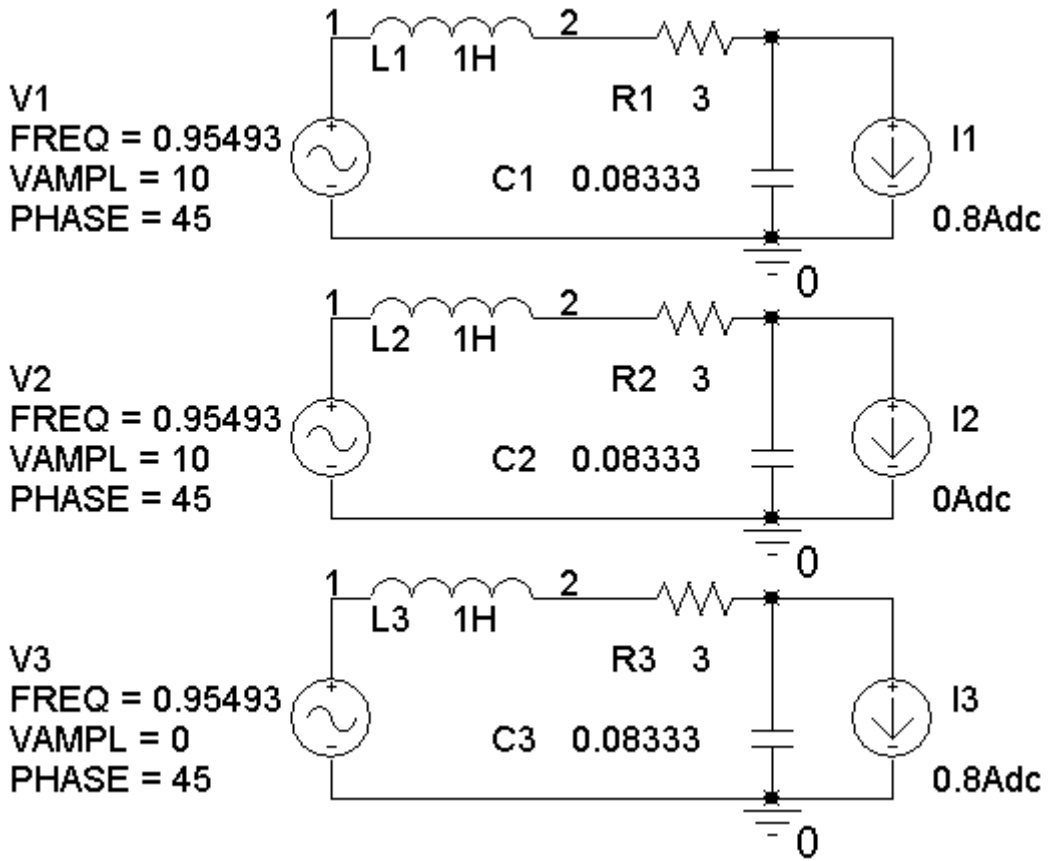 1 2
L1 1H
V1 R1 3 I1
FREQ = 0.95493
VAMPL = 10 C1 0.08333
PHASE = 45 0.8Adc
0
1 2
L2 1H
V2 R2 3 I2
FREQ = 0.95493
VAMPL = 10 C2 0.08333
PHASE = 45 0Adc
0
1 2
L3 1H
V3 R3 3 I3
FREQ = 0.95493
VAMPL = 0 C3 0.08333
PHASE = 45 0.8Adc
0